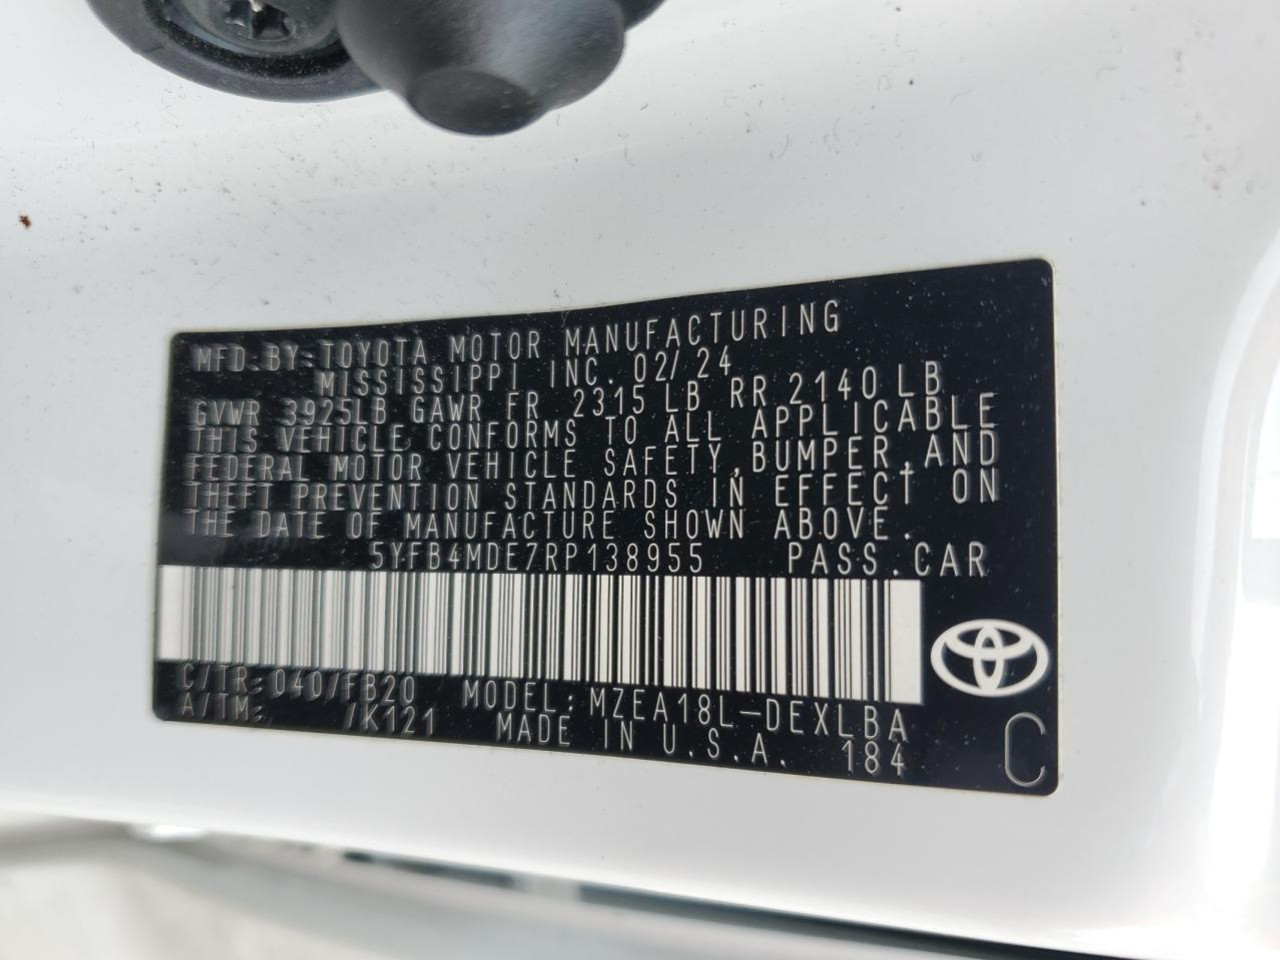 MFD.BY:TOYOTA MOTOR MANUFACTURING
MISSISSIPPI INC. 02/24
GVWR 3925LB GAWR FR 2315 LB RR 2140 LB
THIS VEHICLE CONFORMS TO ALL APPLICABLE
FEDERAL MOTOR VEHICLE SAFETY, BUMPER, AND
THEFT PREVENTION STANDARDS IN EFFECT ON
THE DATE OF MANUFACTURE SHOWN ABOVE.
5YFB4MDE7RP138955 PASS.CAR
C/TR:040/FB20 MODEL:MZEA18L-DEXLBA
A/TM: /K121 MADE IN U.S.A. 184
C